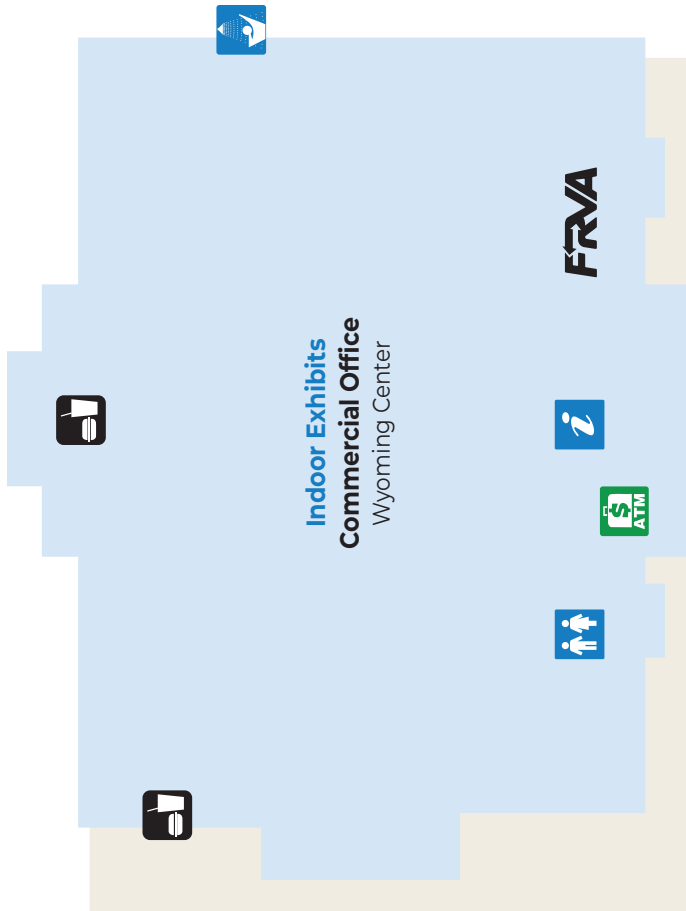 Indoor Exhibits
Commercial Office
Wyoming Center
FRVA
i
$
ATM